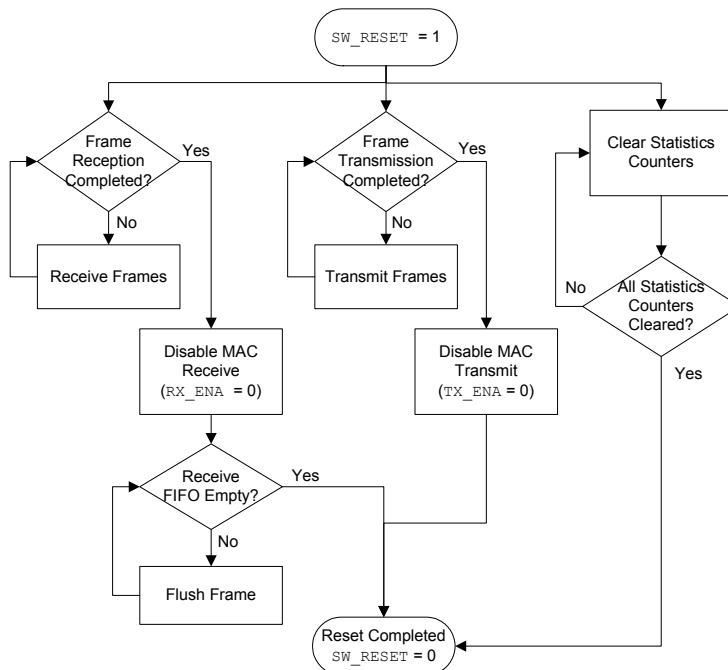 SW_RESET = 1
Frame
Reception
Completed?
Yes
No
Receive Frames
Frame
Transmission
Completed?
Yes
No
Transmit Frames
Clear Statistics
Counters
All Statistics
Counters
Cleared?
No
Yes
Disable MAC
Receive
(RX_ENA = 0)
Disable MAC
Transmit
(TX_ENA = 0)
Receive
FIFO Empty?
Yes
No
Flush Frame
Reset Completed
SW_RESET = 0